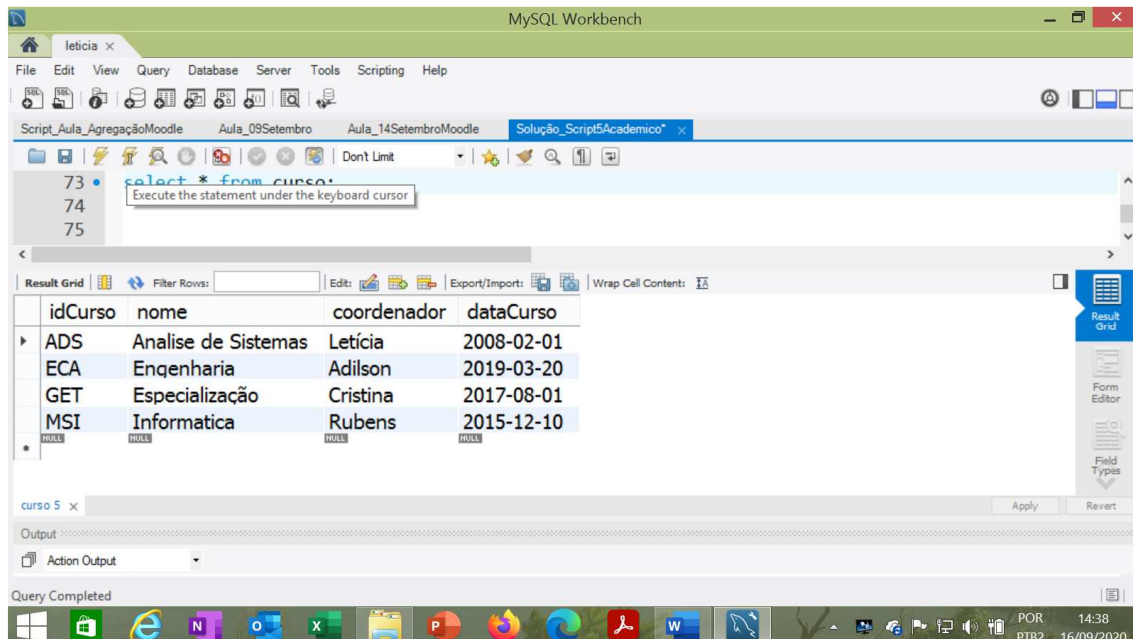 MySQL Workbench
leticia
File Edit View Query Database Server Tools Scripting Help
Script_Aula_AgregaçãoMoodle Aula_09Setembro Aula_14SetembroMoodle Solução_Script5Academico*
Don't Limit
73 select * from curso;
Execute the statement under the keyboard cursor
74
75
Result Grid Filter Rows: Edit: Export/Import: Wrap Cell Content:
idCurso nome coordenador dataCurso
ADS Analise de Sistemas Letícia 2008-02-01
ECA Engenharia Adilson 2019-03-20
GET Especialização Cristina 2017-08-01
MSI Informatica Rubens 2015-12-10
NULL NULL NULL NULL
Result Grid
Form Editor
Field Types
curso 5 Apply Revert
Output
Action Output
Query Completed
POR 14:38
PTB2 16/09/2020